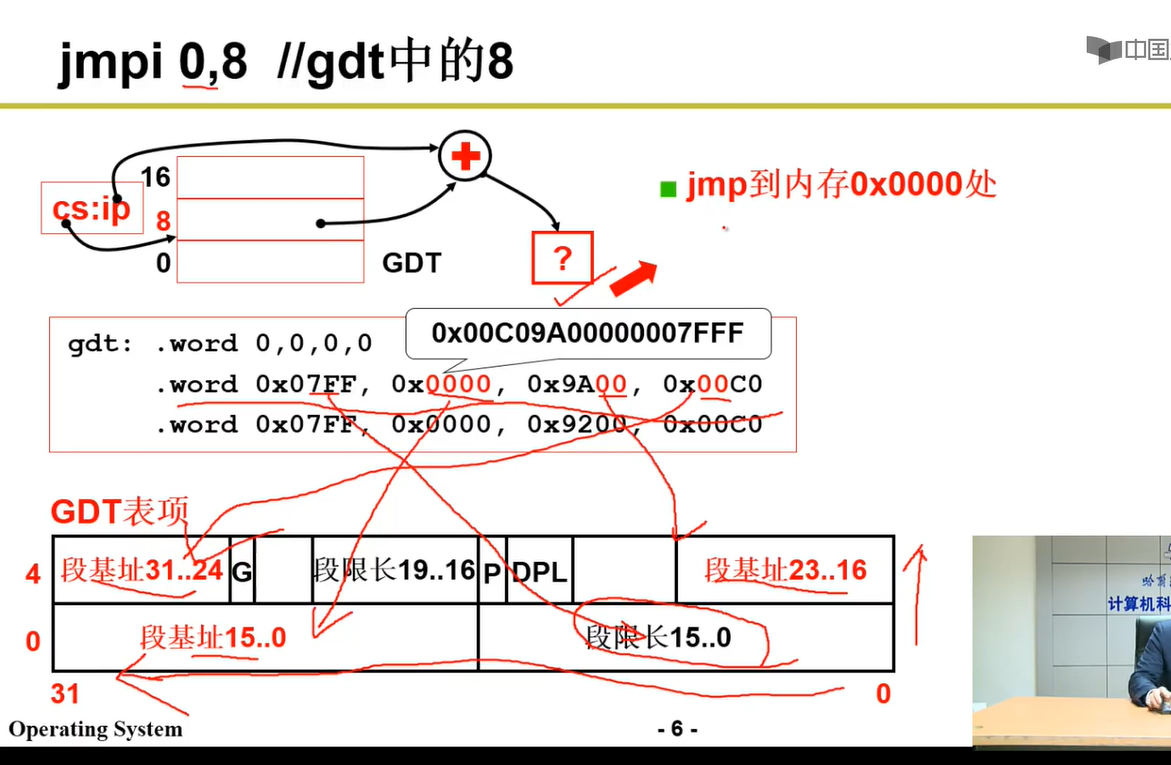 jmpi 0,8 //gdt中的8
中国
16
cs:ip
8
0
GDT
?
jmp到内存0x0000处
0x00C09A00000007FFF
gdt: .word 0,0,0,0
.word 0x07FF, 0x0000, 0x9A00, 0x00C0
.word 0x07FF, 0x0000, 0x9200, 0x00C0
GDT表项
4 段基址31..24 G 段限长19..16 P DPL 段基址23..16
0 段基址15..0 段限长15..0
31 0
计算机科
Operating System
- 6 -